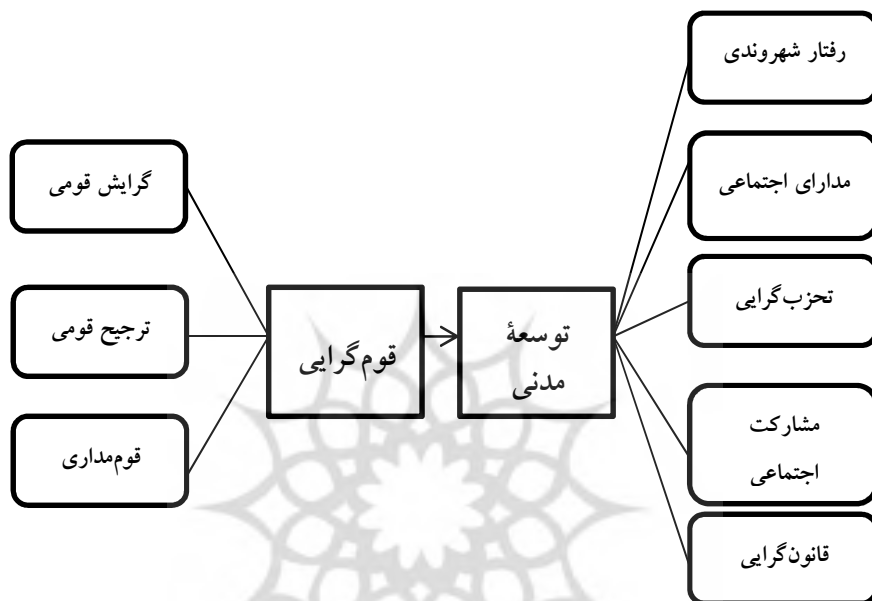 رفتار شهروندی
مدارای اجتماعی
تحزب‌گرایی
مشارکت
اجتماعی
قانون‌گرایی
توسعهٔ
مدنی
قوم‌گرایی
گرایش قومی
ترجیح قومی
قوم‌مداری